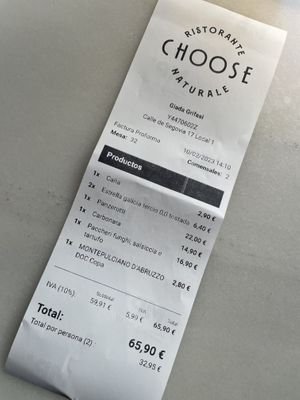 RISTORANTE
CHOOSE
NATURALE
Giada Grifasi
Y4470602Z
Calle de Segovia 17 Local 1
Factura Proforma 10/02/2023 14:10
Mesa: 32 Comensales: 2
Productos
1x Caña 2,90 €
2x Estrella galicia tercio 0,0 tostada 6,40 €
1x Panzerotti 22,00 €
1x Carbonara 14,90 €
1x Paccheri funghi, salsiccia e tartufo 16,90 €
1x MONTEPULCIANO D'ABRUZZO DOC Copa 2,80 €
Subtotal IVA Total
IVA (10%): 59,91 € 5,99 € 65,90 €
Total: 65,90 €
Total por persona (2) : 32,95 €